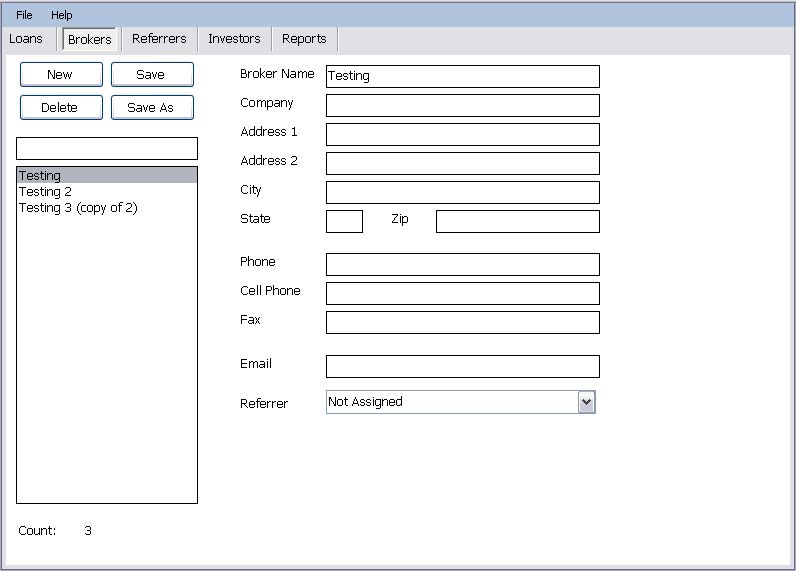 File Help
Loans Brokers Referrers Investors Reports
New Save
Delete Save As
Testing
Testing 2
Testing 3 (copy of 2)
Count: 3
Broker Name Testing
Company
Address 1
Address 2
City
State Zip
Phone
Cell Phone
Fax
Email
Referrer Not Assigned